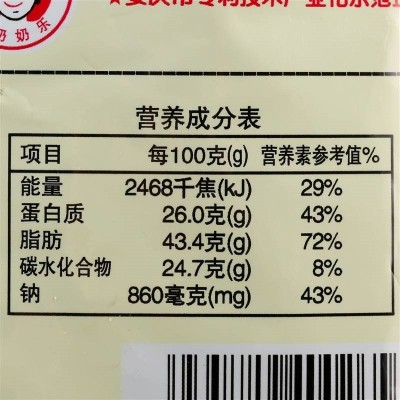 奶奶乐
营养成分表
项目 每100克(g) 营养素参考值%
能量 2468千焦(kJ) 29%
蛋白质 26.0克(g) 43%
脂肪 43.4克(g) 72%
碳水化合物 24.7克(g) 8%
钠 860毫克(mg) 43%